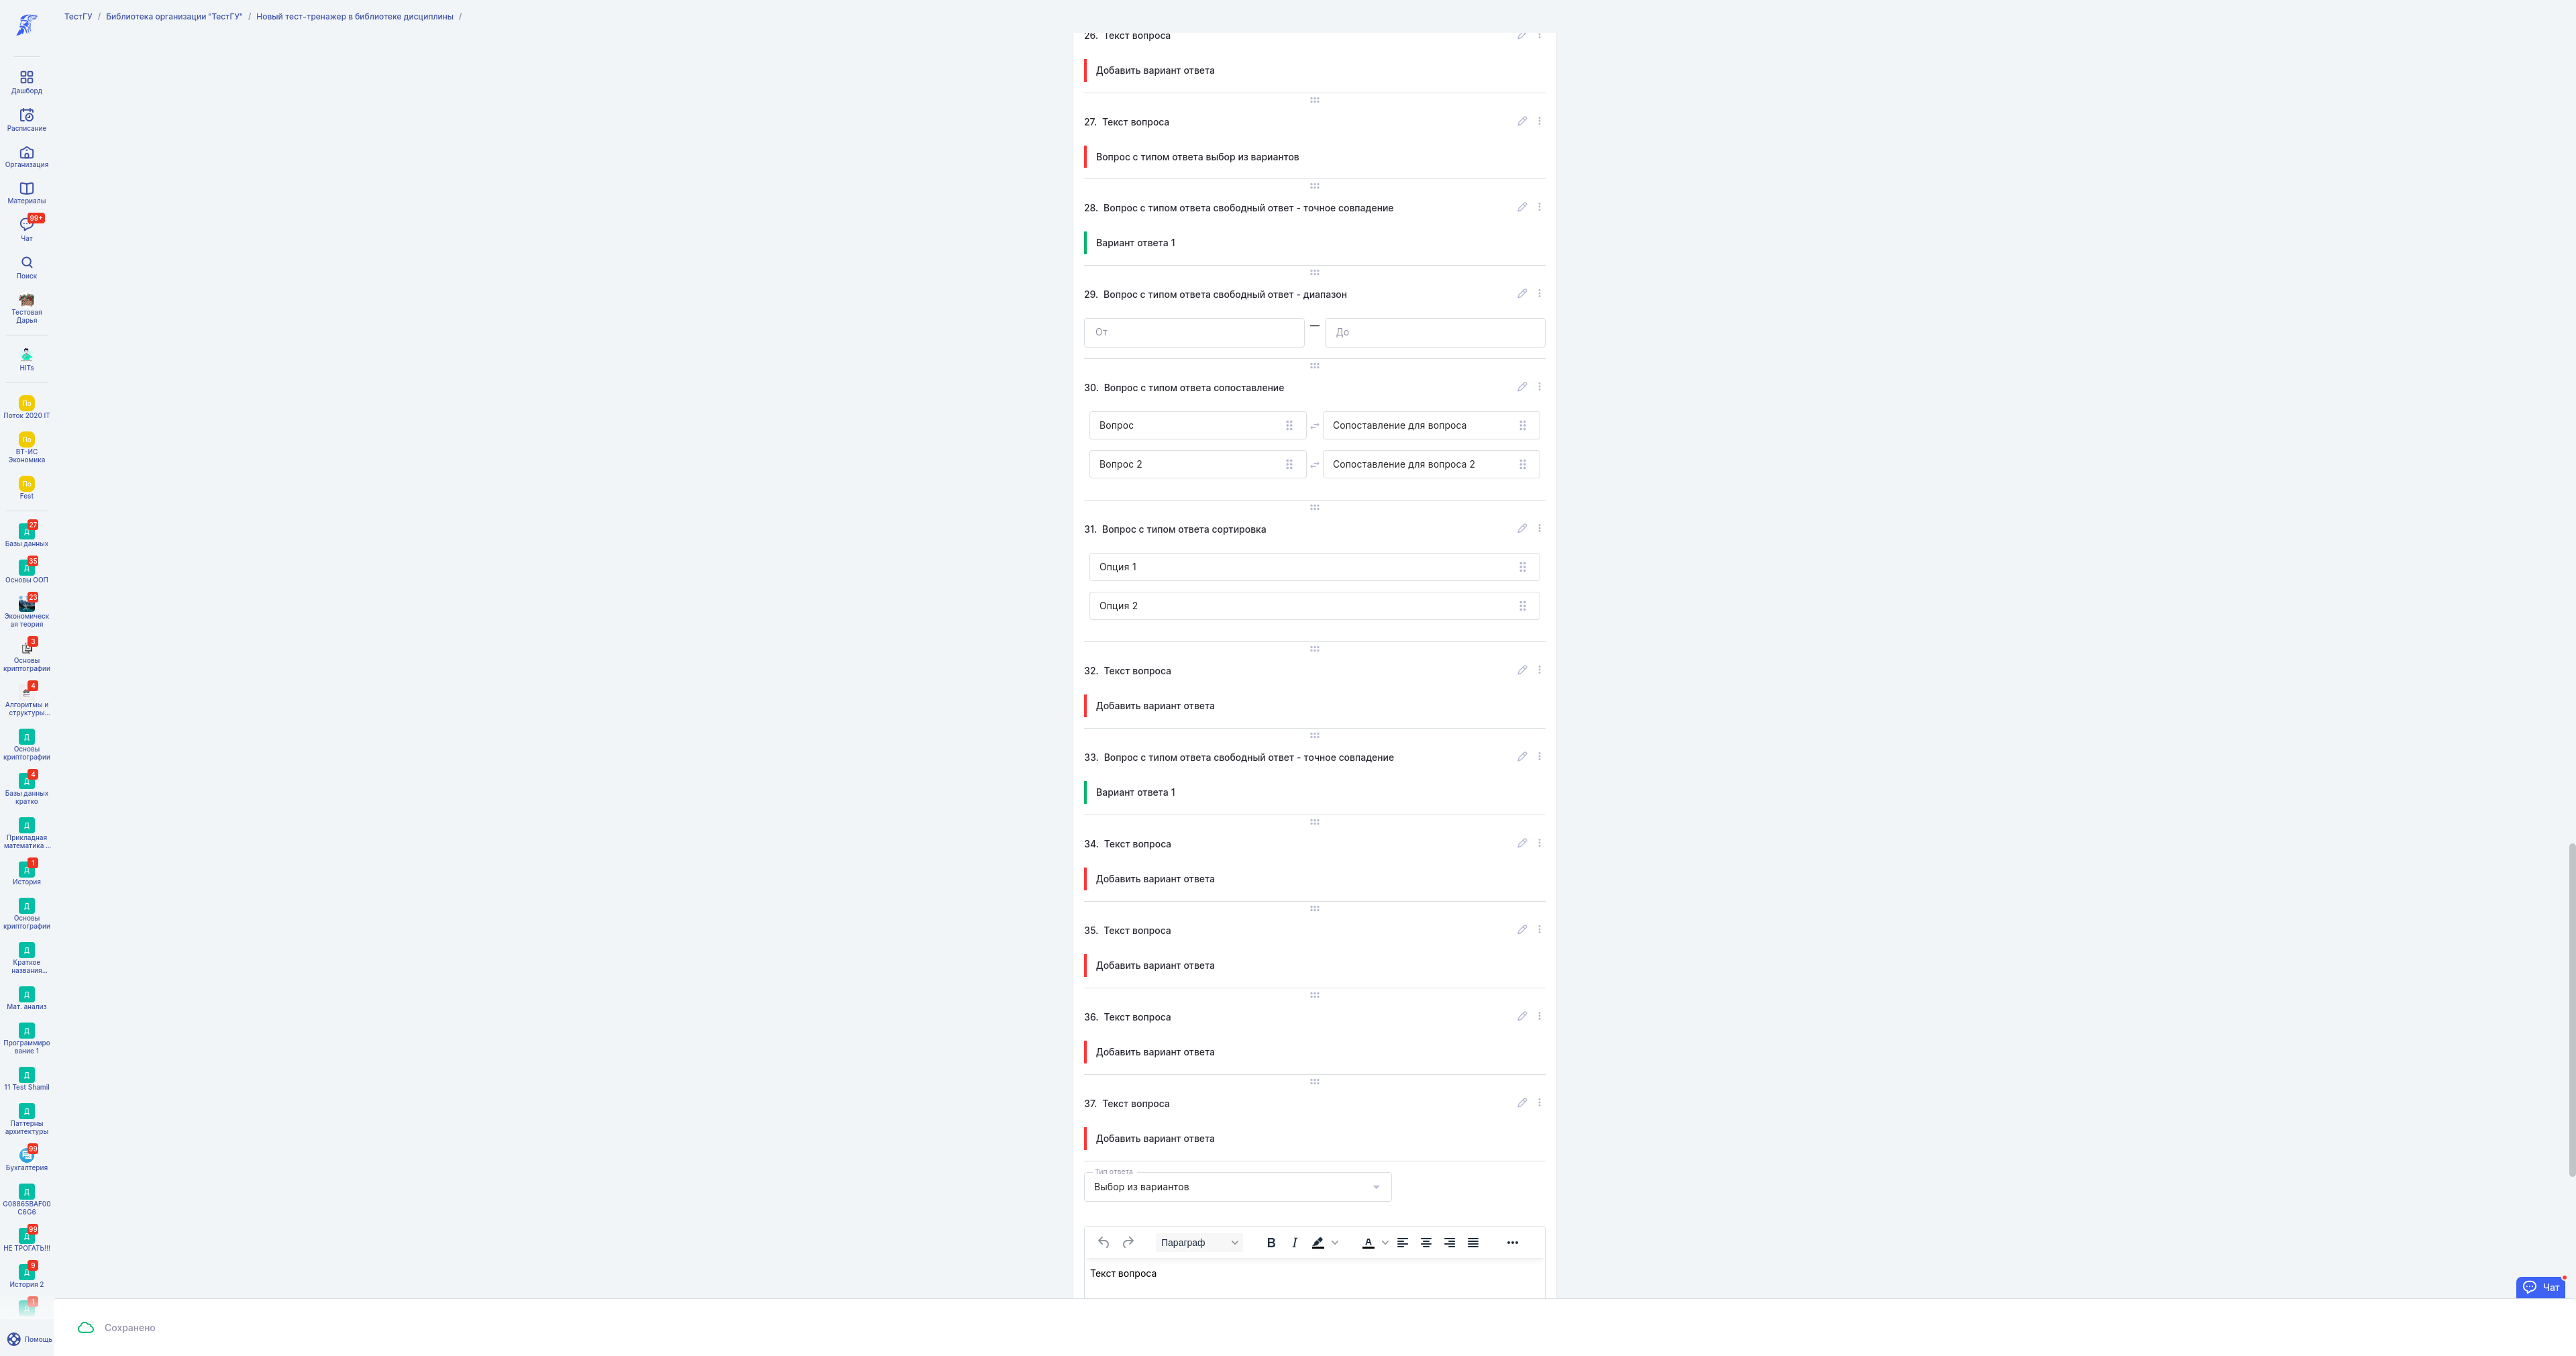 ТестГУ / Библиотека организации "ТестГУ" / Новый тест-тренажер в библиотеке дисциплины /
Дашборд
Расписание
Организация
Материалы
99+
Чат
Поиск
Тестовая
Дарья
HITs
По
Поток 2020 IT
По
ВТ-ИС
Экономика
По
Fest
27
Д
Базы данных
35
Д
Основы ООП
23
Экономическ
ая теория
3
Основы
криптографии
4
Алгоритмы и
структуры...
Д
Основы
криптографии
4
Д
Базы данных
кратко
Д
Прикладная
математика ...
1
Д
История
Д
Основы
криптографии
Д
Краткое
названия...
Д
Мат. анализ
Д
Программиро
вание 1
Д
11 Test Shamil
Д
Паттерны
архитектуры
99
Бухгалтерия
Д
G08865BAF00
C6G6
99
Д
НЕ ТРОГАТЬ!!!
9
Д
История 2
1
Д
Помощь
26. Текст вопроса
Добавить вариант ответа
27. Текст вопроса
Вопрос с типом ответа выбор из вариантов
28. Вопрос с типом ответа свободный ответ - точное совпадение
Вариант ответа 1
29. Вопрос с типом ответа свободный ответ - диапазон
От — До
30. Вопрос с типом ответа сопоставление
Вопрос Сопоставление для вопроса
Вопрос 2 Сопоставление для вопроса 2
31. Вопрос с типом ответа сортировка
Опция 1
Опция 2
32. Текст вопроса
Добавить вариант ответа
33. Вопрос с типом ответа свободный ответ - точное совпадение
Вариант ответа 1
34. Текст вопроса
Добавить вариант ответа
35. Текст вопроса
Добавить вариант ответа
36. Текст вопроса
Добавить вариант ответа
37. Текст вопроса
Добавить вариант ответа
Тип ответа
Выбор из вариантов
Параграф B I A
Текст вопроса
Чат
Сохранено